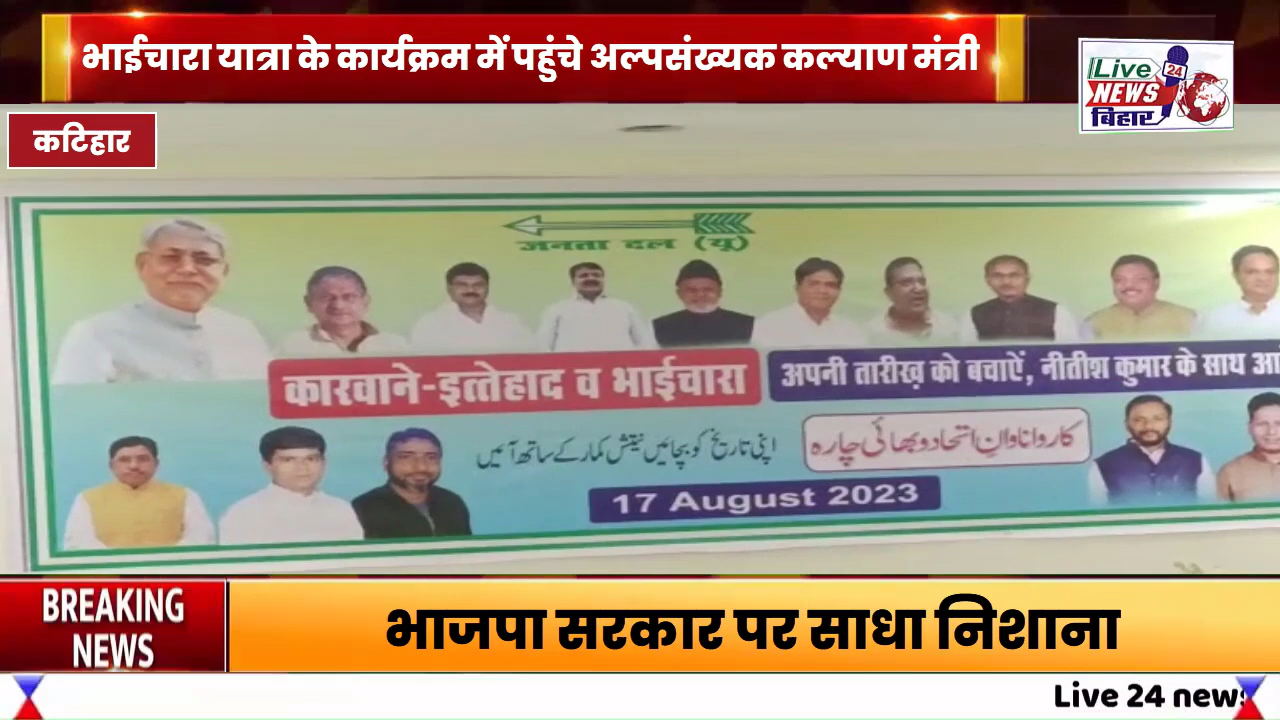 भाईचारा यात्रा के कार्यक्रम में पहुंचे अल्पसंख्यक कल्याण मंत्री
Live 24
NEWS
बिहार
कटिहार
जनता दल (यू)
कारवाने-इत्तेहाद व भाईचारा
अपनी तारीख़ को बचाऐं, नीतीश कुमार के साथ
اپنی تاریخ کو بچائیں نیتش کمار کے ساتھ آئیں
کارواناوانِ اتحاد و بھائی چارہ
17 August 2023
BREAKING
NEWS
भाजपा सरकार पर साधा निशाना
Live 24 news